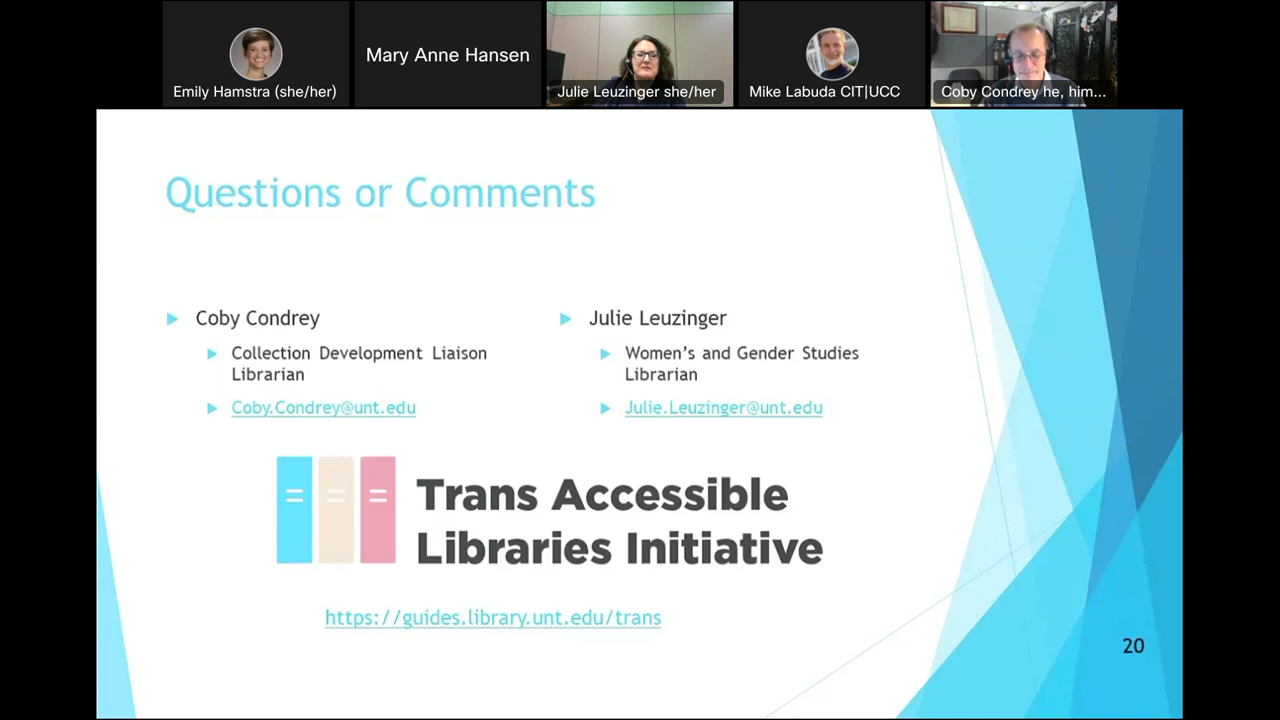 Emily Hamstra (she/her)
Mary Anne Hansen
Julie Leuzinger she/her
Mike Labuda CIT|UCC
Coby Condrey he, him...
Questions or Comments
Coby Condrey
Collection Development Liaison
Librarian
Coby.Condrey@unt.edu
Julie Leuzinger
Women's and Gender Studies
Librarian
Julie.Leuzinger@unt.edu
Trans Accessible
Libraries Initiative
https://guides.library.unt.edu/trans
20